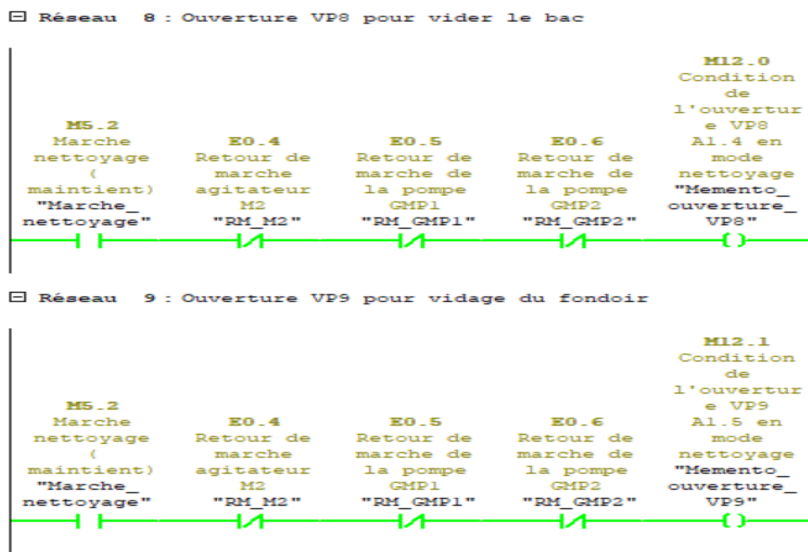 Réseau 8 : Ouverture VP8 pour vider le bac
M5.2
Marche
nettoyage
(
maintient)
"Marche_
nettoyage"
E0.4
Retour de
marche
agitateur
M2
"RM_M2"
E0.5
Retour de
marche de
la pompe
GMP1
"RM_GMP1"
E0.6
Retour de
marche de
la pompe
GMP2
"RM_GMP2"
M12.0
Condition
de
l'ouvertur
e VP8
A1.4 en
mode
nettoyage
"Memento_
ouverture_
VP8"
Réseau 9 : Ouverture VP9 pour vidage du fondoir
M5.2
Marche
nettoyage
(
maintient)
"Marche_
nettoyage"
E0.4
Retour de
marche
agitateur
M2
"RM_M2"
E0.5
Retour de
marche de
la pompe
GMP1
"RM_GMP1"
E0.6
Retour de
marche de
la pompe
GMP2
"RM_GMP2"
M12.1
Condition
de
l'ouvertur
e VP9
A1.5 en
mode
nettoyage
"Memento_
ouverture_
VP9"